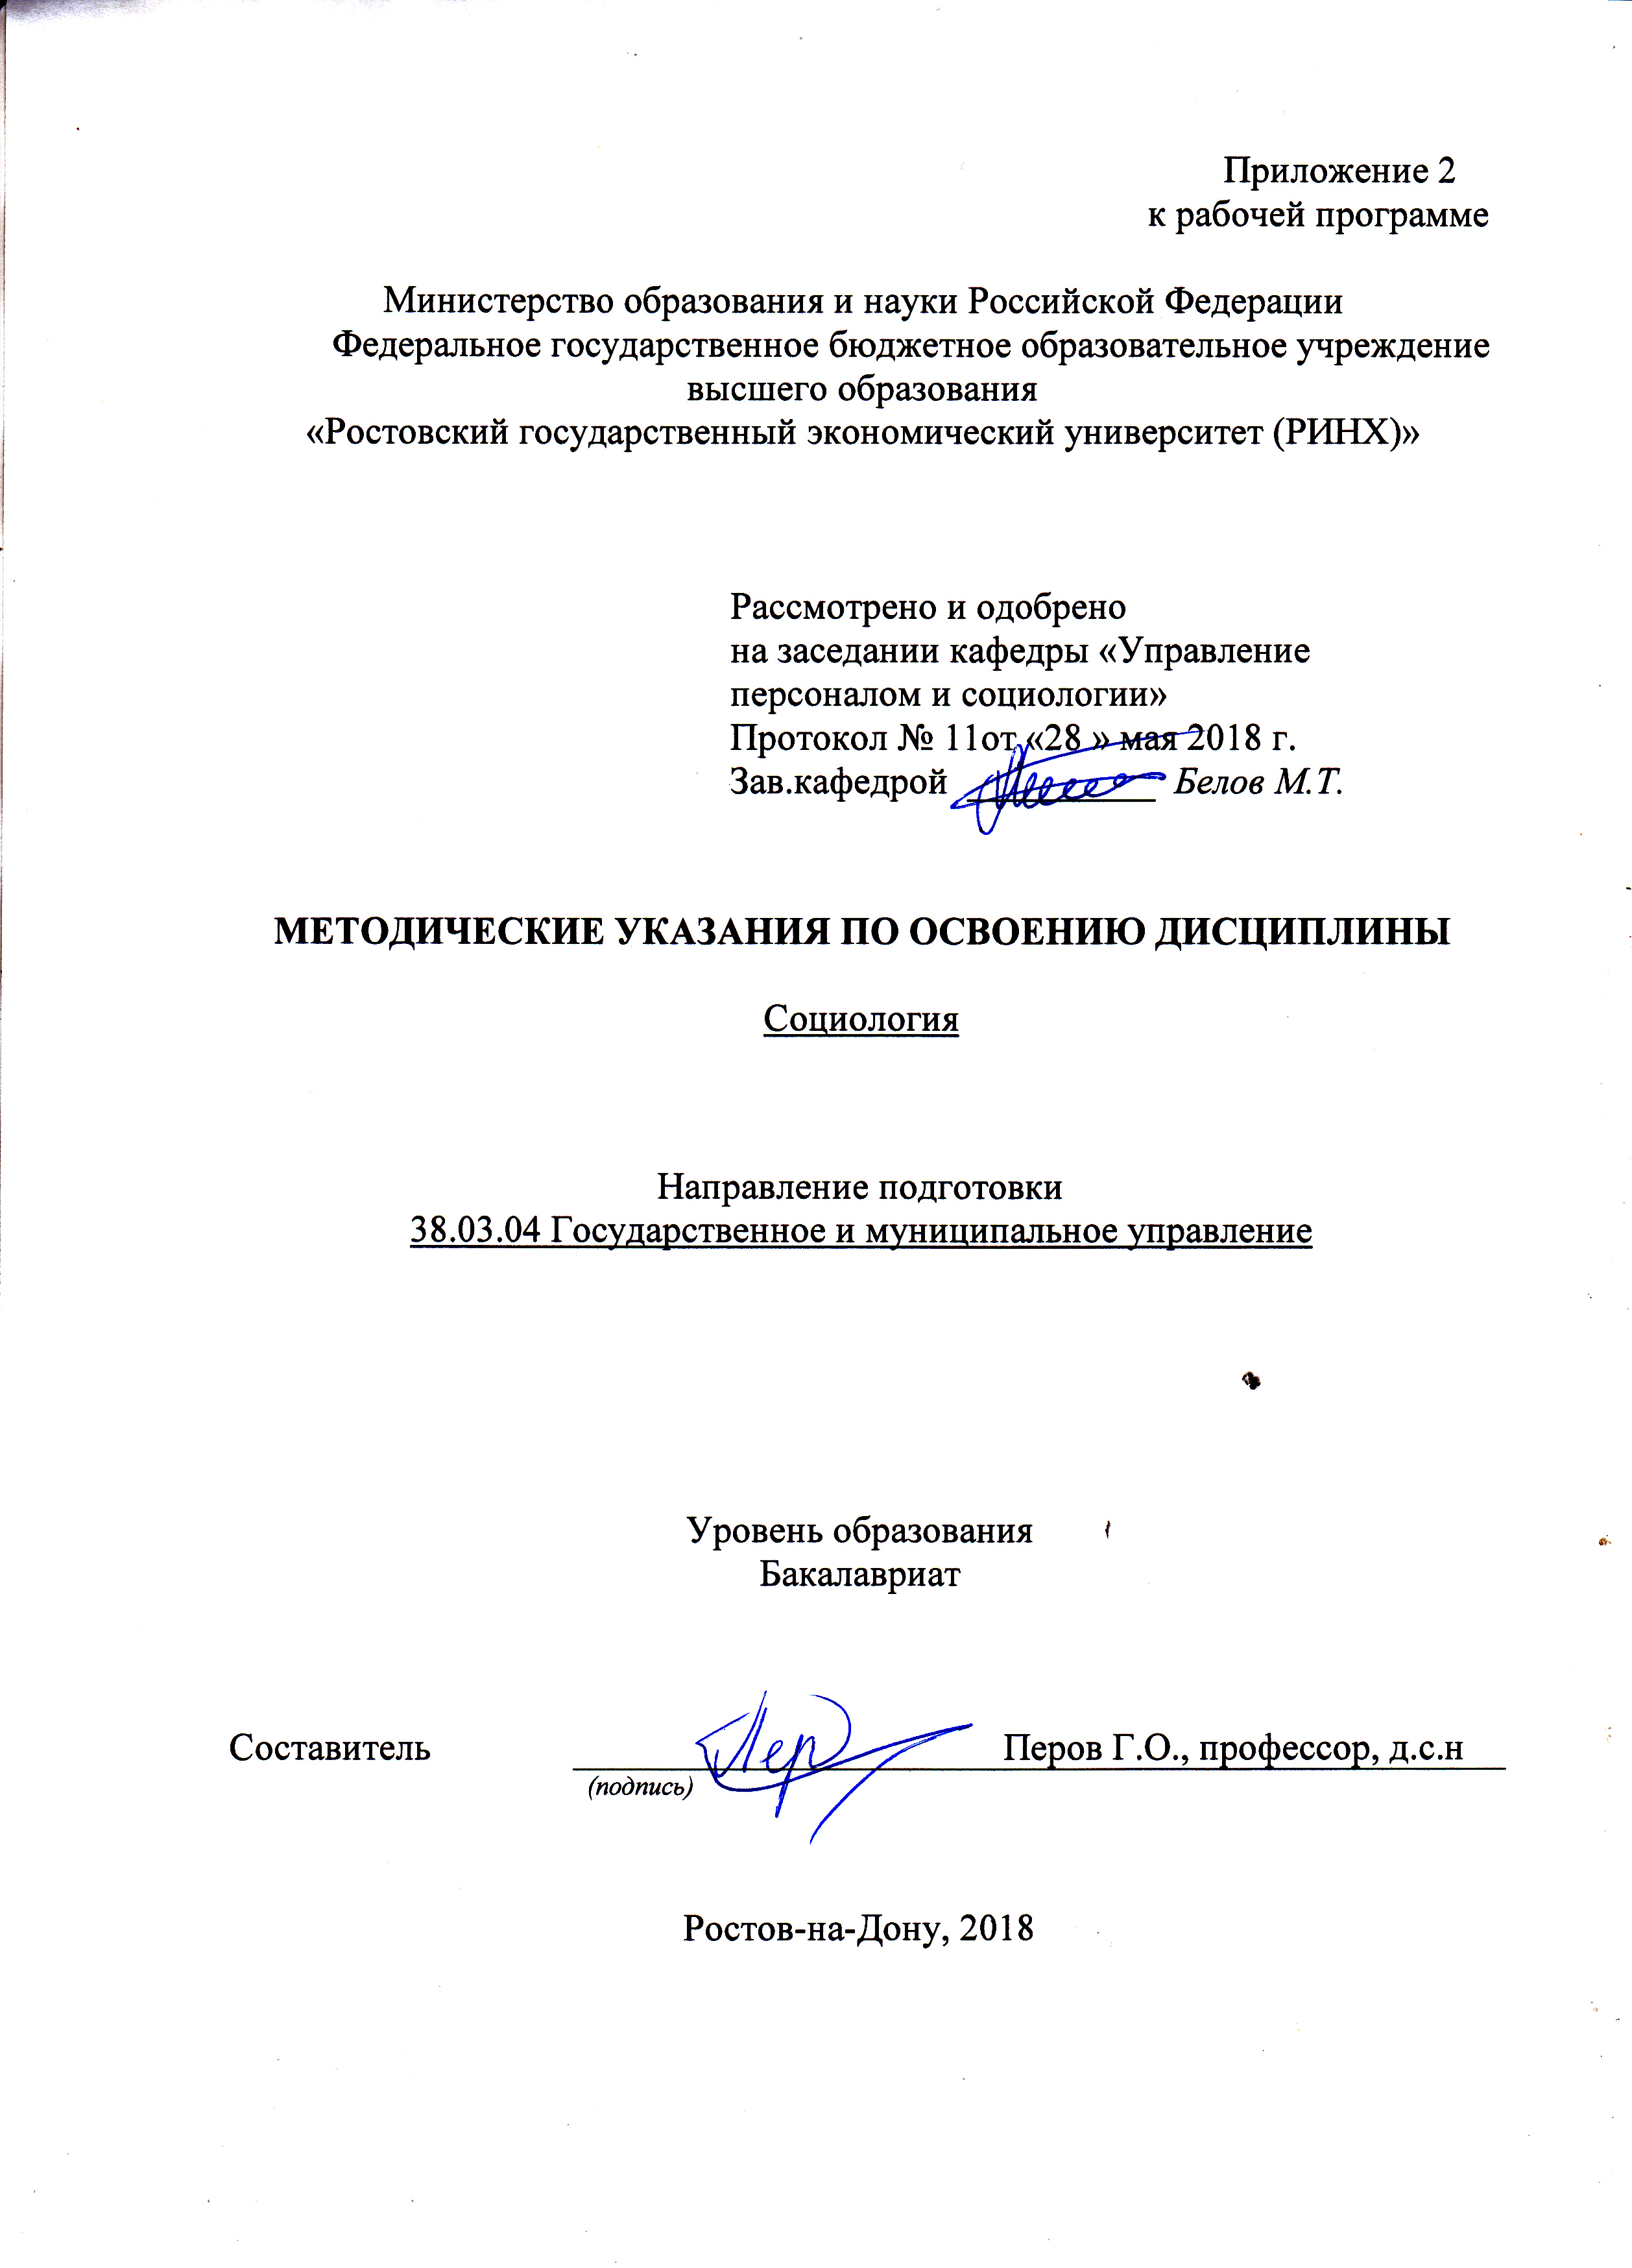 Приложение 2
к рабочей программе
Министерство образования и науки Российской Федерации
Федеральное государственное бюджетное образовательное учреждение
высшего образования
«Ростовский государственный экономический университет (РИНХ)»
Рассмотрено и одобрено
на заседании кафедры «Управление
персоналом и социологии»
Протокол № 11от «28 » мая 2018 г.
Зав.кафедрой __________ Белов М.Т.
МЕТОДИЧЕСКИЕ УКАЗАНИЯ ПО ОСВОЕНИЮ ДИСЦИПЛИНЫ
Социология
Направление подготовки
38.03.04 Государственное и муниципальное управление
Уровень образования
Бакалавриат
Составитель Пер Перов Г.О., профессор, д.с.н
(подпись)
Ростов-на-Дону, 2018